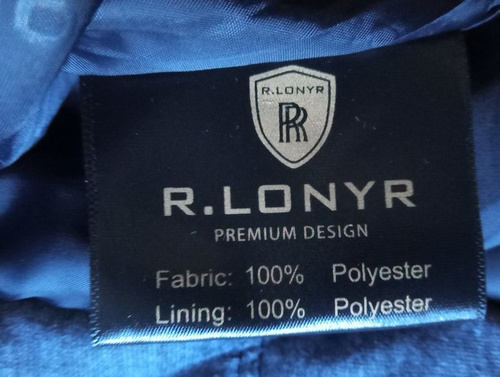 R.LONYR
RR
R.LONYR
PREMIUM DESIGN
Fabric: 100% Polyester
Lining: 100% Polyester